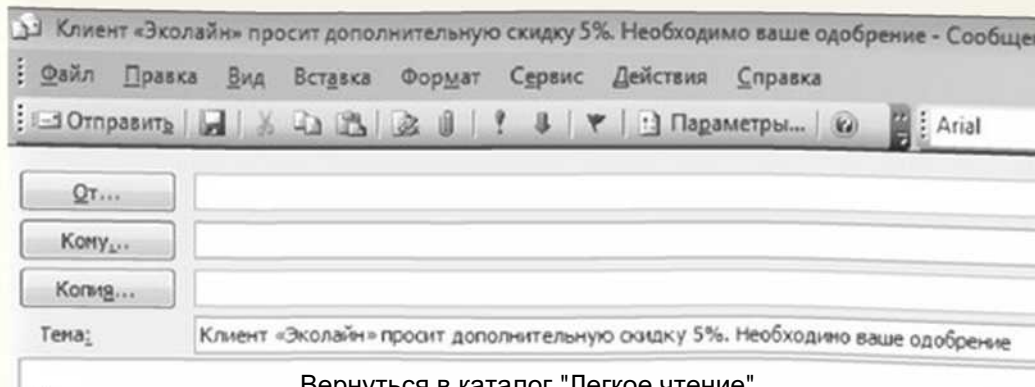 Клиент «Эколайн» просит дополнительную скидку 5%. Необходимо ваше одобрение - Сообще
Файл Правка Вид Вставка Формат Сервис Действия Справка
Отправить Параметры... Arial
От...
Кому...
Копия...
Тема: Клиент «Эколайн» просит дополнительную скидку 5%. Необходимо ваше одобрение
Вернуться в каталог "Легкое чтение"